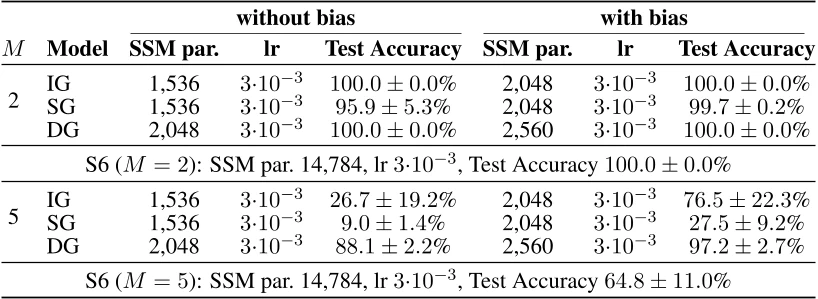 without bias with bias
M Model SSM par. lr Test Accuracy SSM par. lr Test Accuracy
IG 1,536 3·10⁻³ 100.0 ± 0.0% 2,048 3·10⁻³ 100.0 ± 0.0%
2 SG 1,536 3·10⁻³ 95.9 ± 5.3% 2,048 3·10⁻³ 99.7 ± 0.2%
DG 2,048 3·10⁻³ 100.0 ± 0.0% 2,560 3·10⁻³ 100.0 ± 0.0%
S6 (M = 2): SSM par. 14,784, lr 3·10⁻³, Test Accuracy 100.0 ± 0.0%
IG 1,536 3·10⁻³ 26.7 ± 19.2% 2,048 3·10⁻³ 76.5 ± 22.3%
5 SG 1,536 3·10⁻³ 9.0 ± 1.4% 2,048 3·10⁻³ 27.5 ± 9.2%
DG 2,048 3·10⁻³ 88.1 ± 2.2% 2,560 3·10⁻³ 97.2 ± 2.7%
S6 (M = 5): SSM par. 14,784, lr 3·10⁻³, Test Accuracy 64.8 ± 11.0%